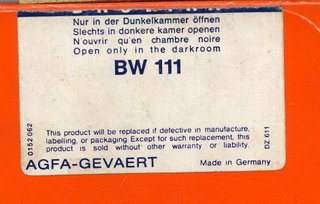 Nur in der Dunkelkammer öffnen
Slechts in donkere kamer openen
N'ouvrir qu'en chambre noire
Open only in the darkroom
BW 111
0152062
This product will be replaced if defective in manufacture,
labelling, or packaging Except for such replacement, this
product is sold without other warranty or liability.
DZ 611
AGFA-GEVAERT
Made in Germany